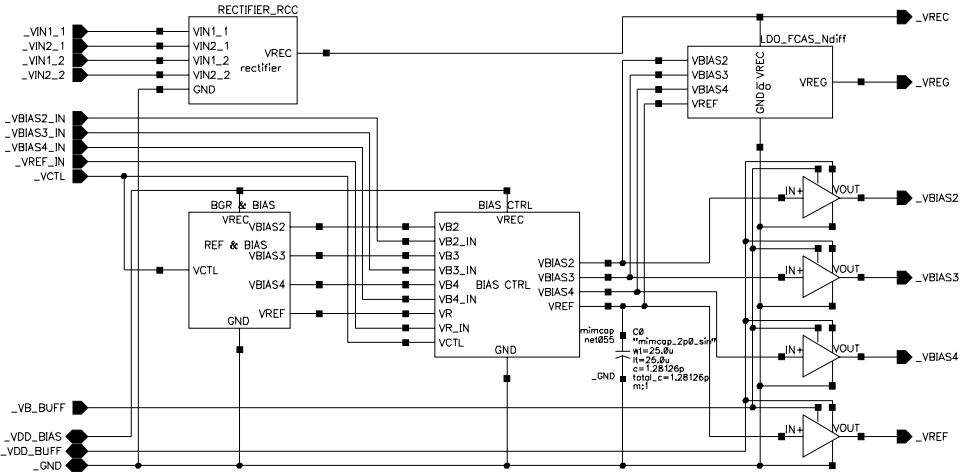 RECTIFIER_RCC
_VIN1_1
_VIN2_1
_VIN1_2
_VIN2_2
VIN1_1
VIN2_1
VIN1_2
VIN2_2
GND
VREC
rectifier
_VREC
LDO_FCAS_Ndiff
VBIAS2
VBIAS3
VBIAS4
VREF
VREC
GND
VREG
_VREG
_VBIAS2_IN
_VBIAS3_IN
_VBIAS4_IN
_VREF_IN
_VCTL
BGR & BIAS
VREC
VBIAS2
REF & BIAS
VBIAS3
VCTL
VBIAS4
VREF
GND
BIAS CTRL
VREC
VB2
VB2_IN
VB3
VB3_IN
VB4
VB4_IN
VR
VR_IN
VCTL
VBIAS2
VBIAS3
BIAS CTRL
VBIAS4
VREF
GND
mimcap
net055
_GND
C0
"mimcap_2p0_sin"
wt=25.0u
lt=25.0u
c=1.28126p
total_c=1.28126p
m:1
IN+
VOUT
_VBIAS2
IN+
VOUT
_VBIAS3
IN+
VOUT
_VBIAS4
IN+
VOUT
_VREF
_VB_BUFF
_VDD_BIAS
_VDD_BUFF
_GND